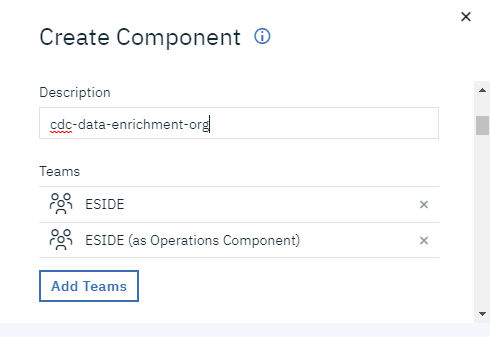 Create Component
Description
cdc-data-enrichment-org
Teams
ESIDE
ESIDE (as Operations Component)
Add Teams